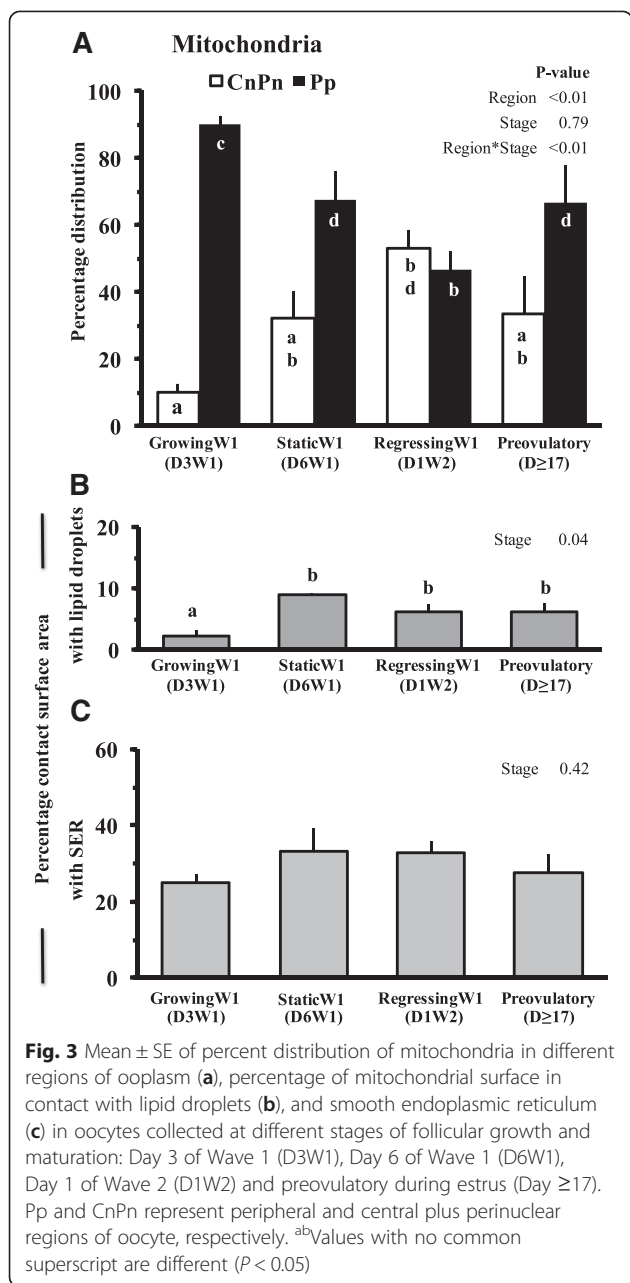 A Mitochondria
CnPn Pp
P-value
Region <0.01
Stage 0.79
Region*Stage <0.01
Percentage distribution
100
80
60
40
20
0
a
c
a
b
d
b
d
b
a
b
d
GrowingW1 StaticW1 RegressingW1 Preovulatory
(D3W1) (D6W1) (D1W2) (D≥17)
Percentage contact surface area
B
with lipid droplets
20
10
0
Stage 0.04
a b b b
GrowingW1 StaticW1 RegressingW1 Preovulatory
(D3W1) (D6W1) (D1W2) (D≥17)
C
with SER
60
40
20
0
Stage 0.42
GrowingW1 StaticW1 RegressingW1 Preovulatory
(D3W1) (D6W1) (D1W2) (D≥17)
Fig. 3 Mean ± SE of percent distribution of mitochondria in different
regions of ooplasm (a), percentage of mitochondrial surface in
contact with lipid droplets (b), and smooth endoplasmic reticulum
(c) in oocytes collected at different stages of follicular growth and
maturation: Day 3 of Wave 1 (D3W1), Day 6 of Wave 1 (D6W1),
Day 1 of Wave 2 (D1W2) and preovulatory during estrus (Day ≥17).
Pp and CnPn represent peripheral and central plus perinuclear
regions of oocyte, respectively. abValues with no common
superscript are different (P < 0.05)